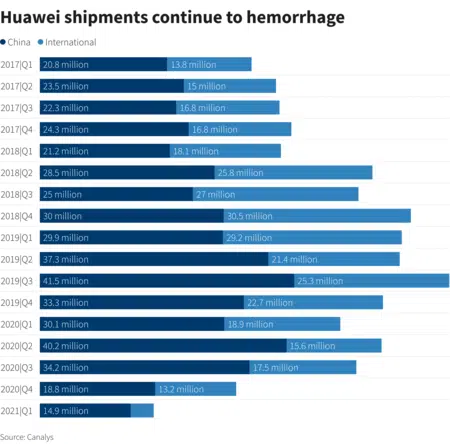 Huawei shipments continue to hemorrhage
China International
2017|Q1 20.8 million 13.8 million
2017|Q2 23.5 million 15 million
2017|Q3 22.3 million 16.8 million
2017|Q4 24.3 million 16.8 million
2018|Q1 21.2 million 18.1 million
2018|Q2 28.5 million 25.8 million
2018|Q3 25 million 27 million
2018|Q4 30 million 30.5 million
2019|Q1 29.9 million 29.2 million
2019|Q2 37.3 million 21.4 million
2019|Q3 41.5 million 25.3 million
2019|Q4 33.3 million 22.7 million
2020|Q1 30.1 million 18.9 million
2020|Q2 40.2 million 15.6 million
2020|Q3 34.2 million 17.5 million
2020|Q4 18.8 million 13.2 million
2021|Q1 14.9 million
Source: Canalys